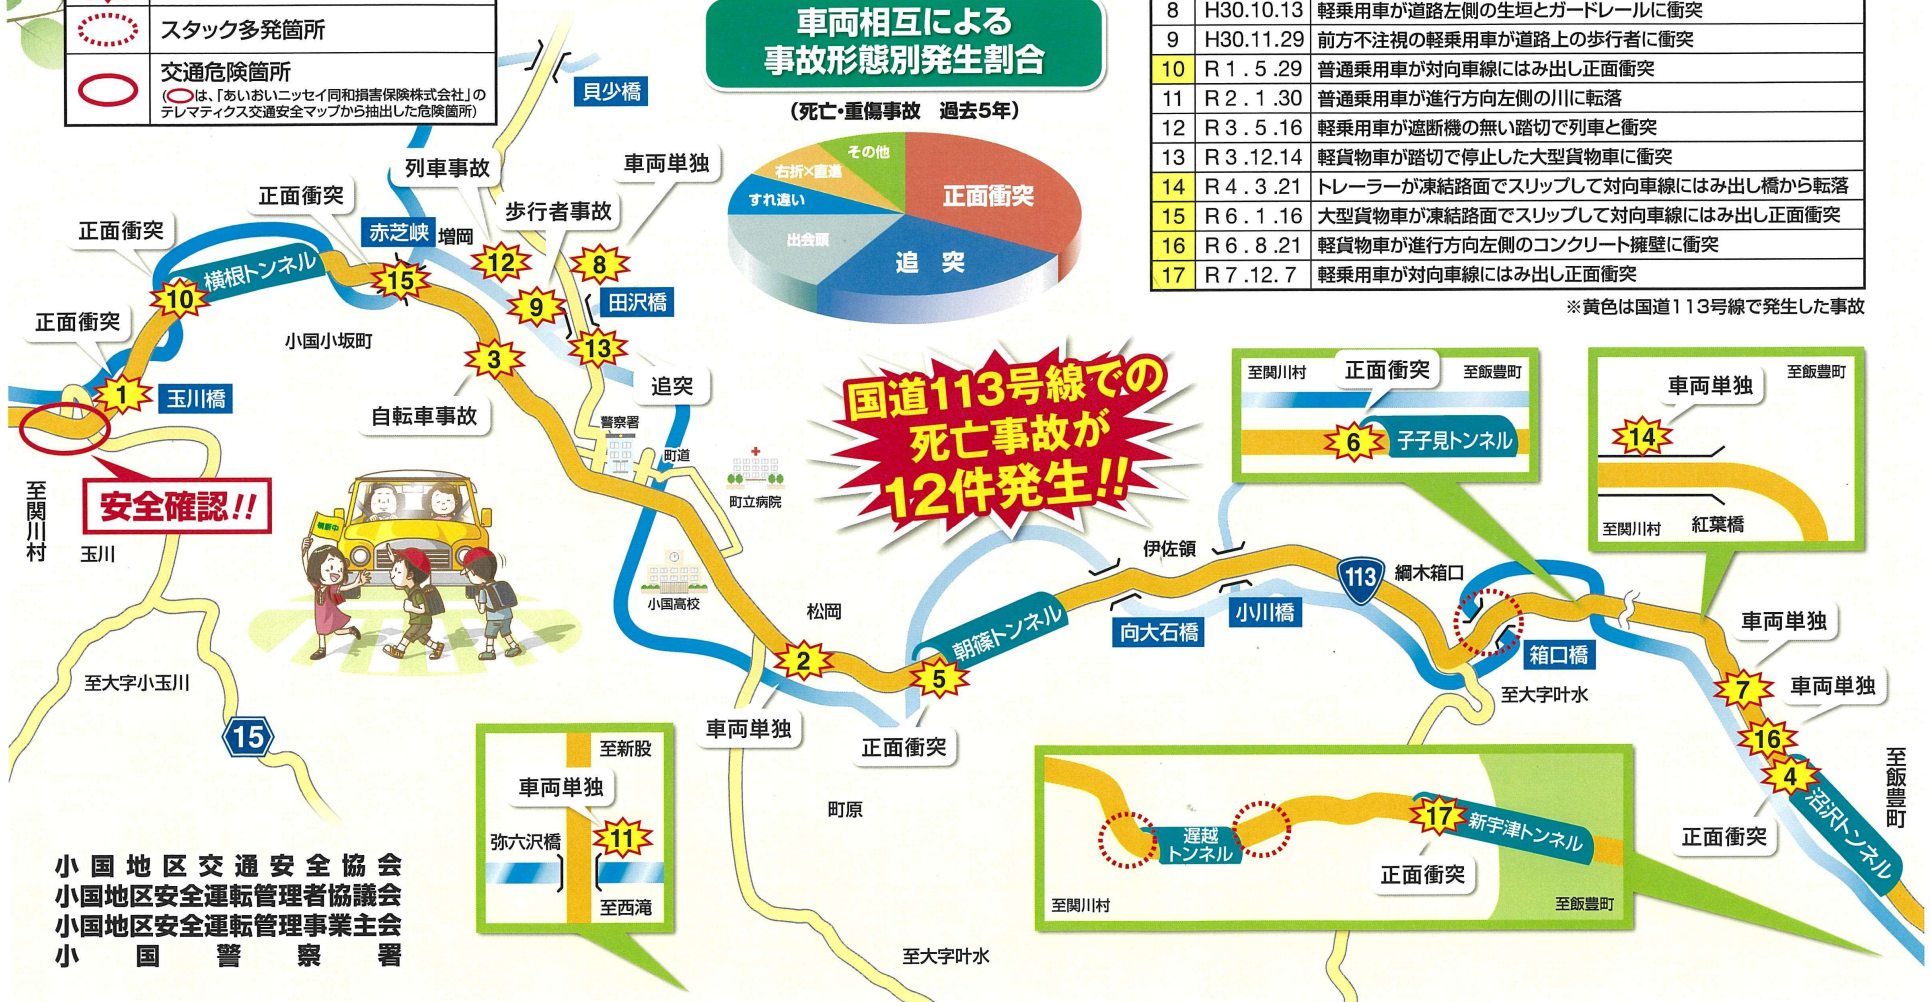 スタック多発箇所
交通危険箇所
(は、「あいおいニッセイ同和損害保険株式会社」の
テレマティクス交通安全マップから抽出した危険箇所)
車両相互による
事故形態別発生割合
(死亡・重傷事故　過去5年)
その他
右折×直進
すれ違い
出会頭
追　突
正面衝突
8 H30.10.13 軽乗用車が道路左側の生垣とガードレールに衝突
9 H30.11.29 前方不注視の軽乗用車が道路上の歩行者に衝突
10 R1.5.29 普通乗用車が対向車線にはみ出し正面衝突
11 R2.1.30 普通乗用車が進行方向左側の川に転落
12 R3.5.16 軽乗用車が遮断機の無い踏切で列車と衝突
13 R3.12.14 軽貨物車が踏切で停止した大型貨物車に衝突
14 R4.3.21 トレーラーが凍結路面でスリップして対向車線にはみ出し橋から転落
15 R6.1.16 大型貨物車が凍結路面でスリップして対向車線にはみ出し正面衝突
16 R6.8.21 軽貨物車が進行方向左側のコンクリート擁壁に衝突
17 R7.12.7 軽乗用車が対向車線にはみ出し正面衝突
※黄色は国道113号線で発生した事故
貝少橋
列車事故
車両単独
正面衝突
歩行者事故
正面衝突
赤芝峡
増岡
12
8
横根トンネル
15
10
9
田沢橋
正面衝突
小国小坂町
3
13
追突
1
玉川橋
自転車事故
警察署
町道
町立病院
安全確認!!
至関川村
玉川
横断中
小国高校
至大字小玉川
15
国道113号線での
死亡事故が
12件発生!!
至関川村
正面衝突
至飯豊町
6
子子見トンネル
車両単独
至飯豊町
14
至関川村
紅葉橋
伊佐領
113
綱木箱口
小川橋
向大石橋
朝篠トンネル
松岡
2
5
箱口橋
至大字叶水
車両単独
正面衝突
車両単独
7
車両単独
16
4
沼沢トンネル
至飯豊町
正面衝突
町原
至大字叶水
至新股
車両単独
11
弥六沢橋
至西滝
遅越
トンネル
17
新宇津トンネル
正面衝突
至関川村
至飯豊町
小国地区交通安全協会
小国地区安全運転管理者協議会
小国地区安全運転管理事業主会
小国警察署